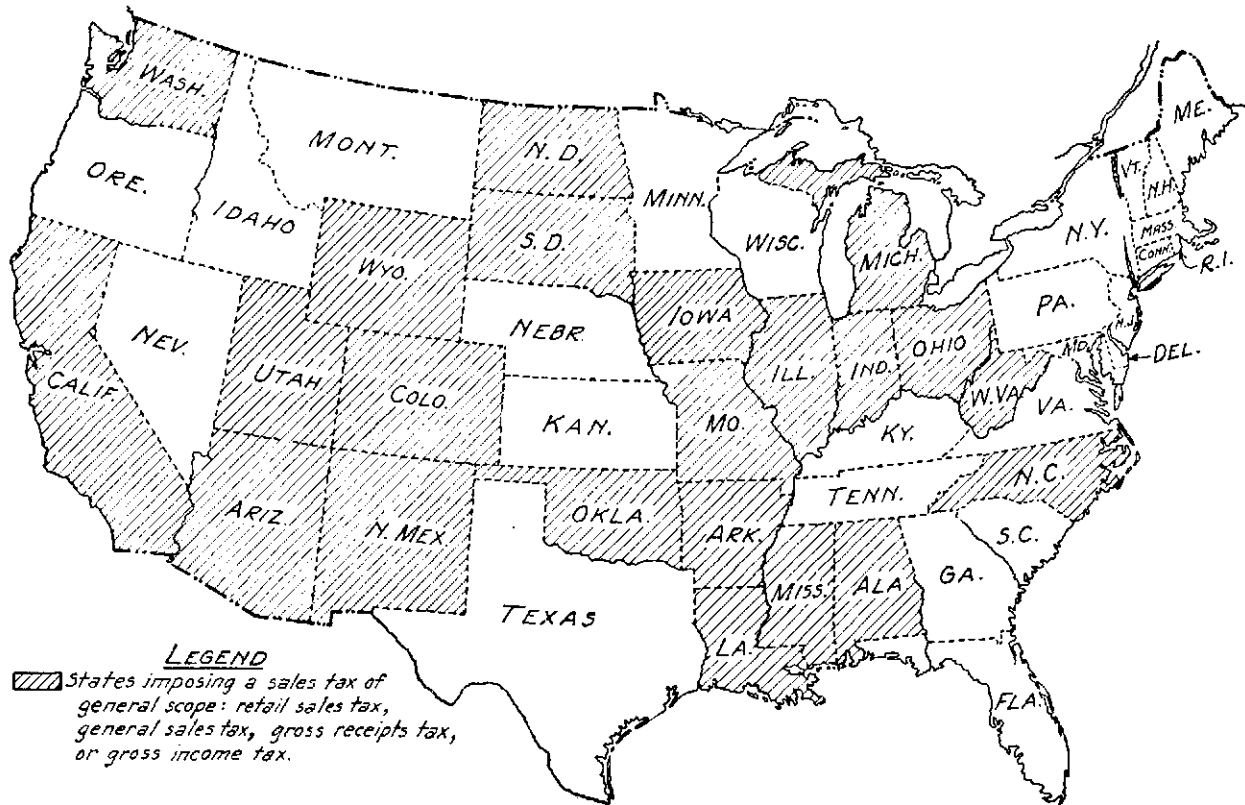 WASH.
MONT.
N. D.
MINN.
ME.
VT.
N.H.
ORE.
IDAHO
S. D.
WISC.
MICH.
N.Y.
MASS.
CONN.
R.I.
WYO.
IOWA
PA.
N.J.
NEV.
NEBR.
ILL.
IND.
OHIO
MD.
DEL.
CALIF
UTAH
COLO.
KAN.
MO.
W.VA.
VA.
KY.
N. C.
TENN.
ARIZ.
N. MEX.
OKLA.
ARK.
S.C.
MISS.
ALA
GA.
TEXAS
LA.
FLA.
LEGEND
States imposing a sales tax of
general scope: retail sales tax,
general sales tax, gross receipts tax,
or gross income tax.